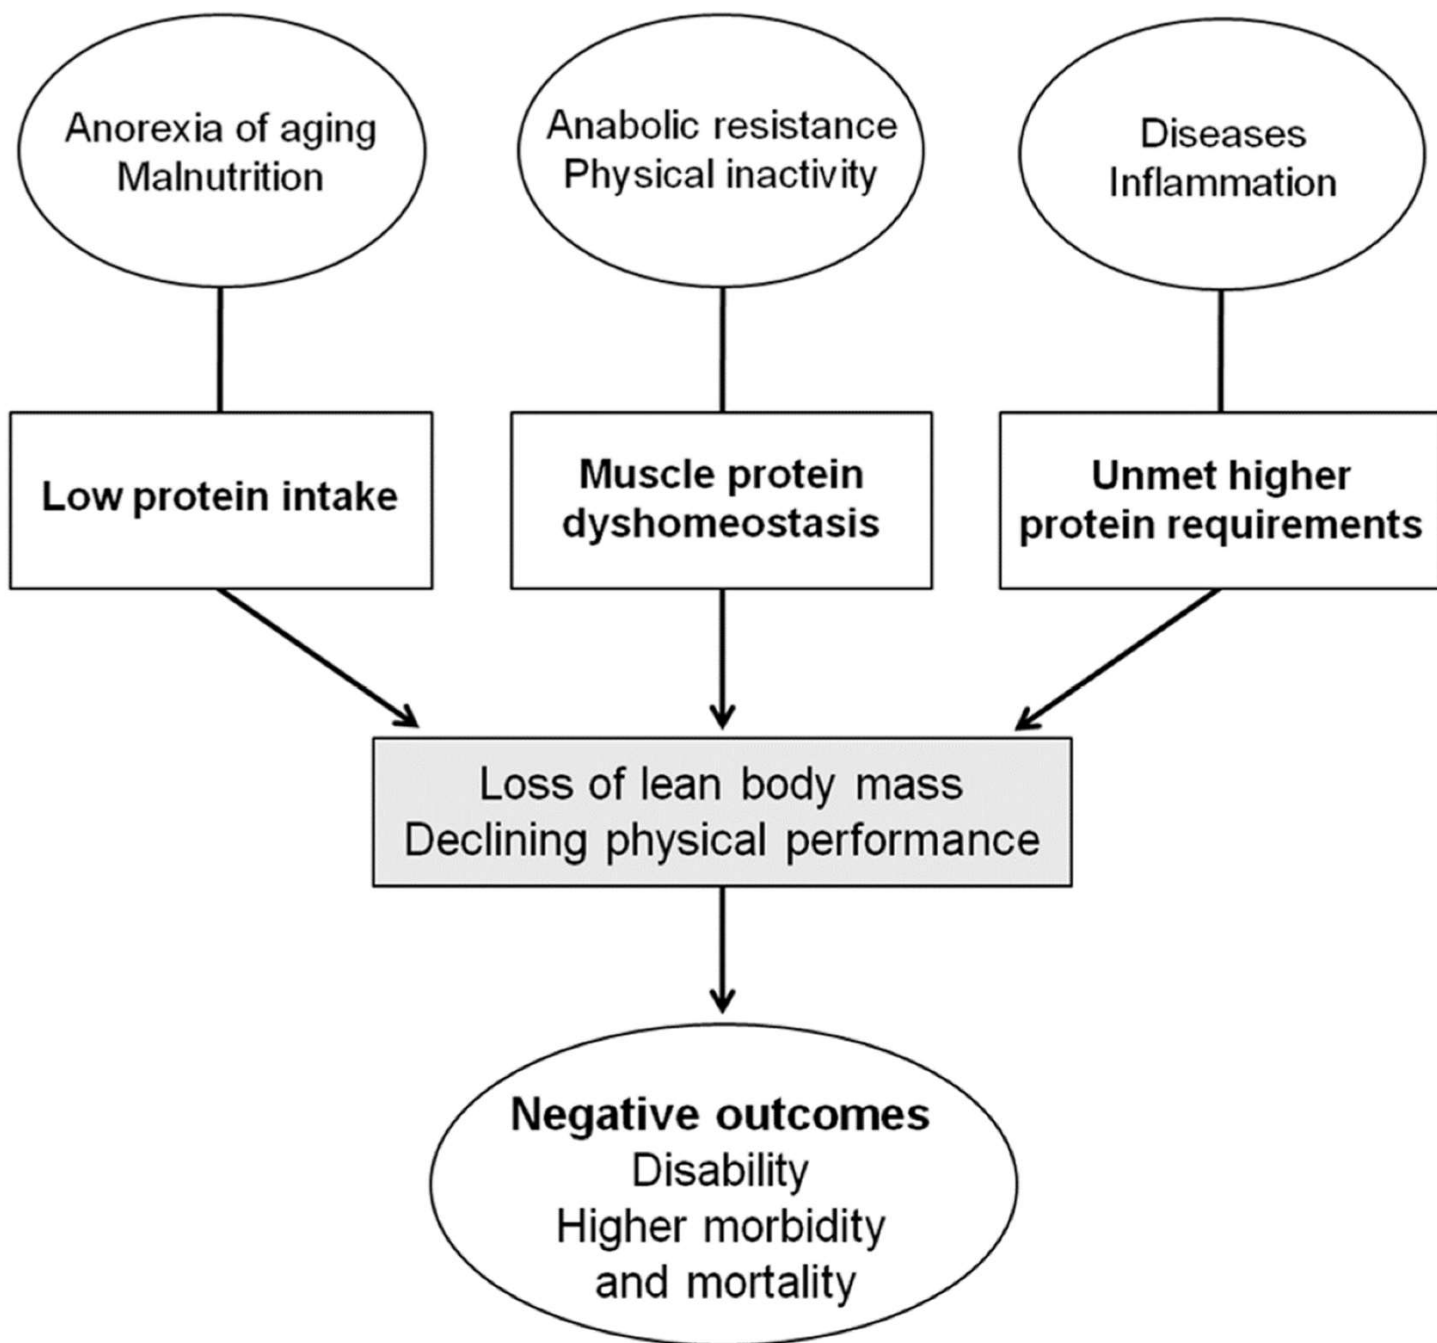 Anorexia of aging
Malnutrition
Anabolic resistance
Physical inactivity
Diseases
Inflammation
Low protein intake
Muscle protein
dyshomeostasis
Unmet higher
protein requirements
Loss of lean body mass
Declining physical performance
Negative outcomes
Disability
Higher morbidity
and mortality